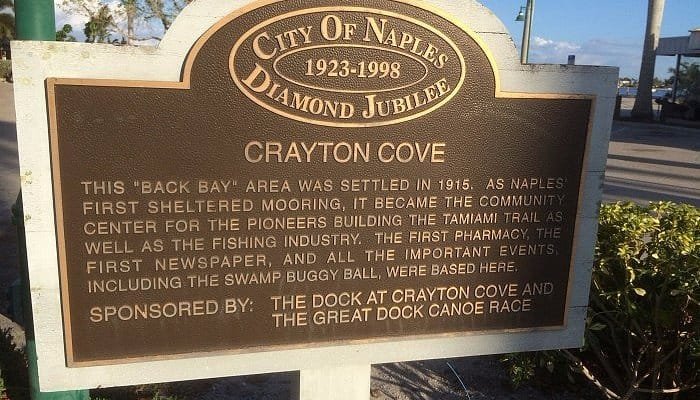 CITY OF NAPLES
1923-1998
DIAMOND JUBILEE
CRAYTON COVE
THIS "BACK BAY" AREA WAS SETTLED IN 1915. AS NAPLES'
FIRST SHELTERED MOORING, IT BECAME THE COMMUNITY
CENTER FOR THE PIONEERS BUILDING THE TAMIAMI TRAIL AS
WELL AS THE FISHING INDUSTRY. THE FIRST PHARMACY, THE
FIRST NEWSPAPER, AND ALL THE IMPORTANT EVENTS,
INCLUDING THE SWAMP BUGGY BALL, WERE BASED HERE.
SPONSORED BY: THE DOCK AT CRAYTON COVE AND
THE GREAT DOCK CANOE RACE